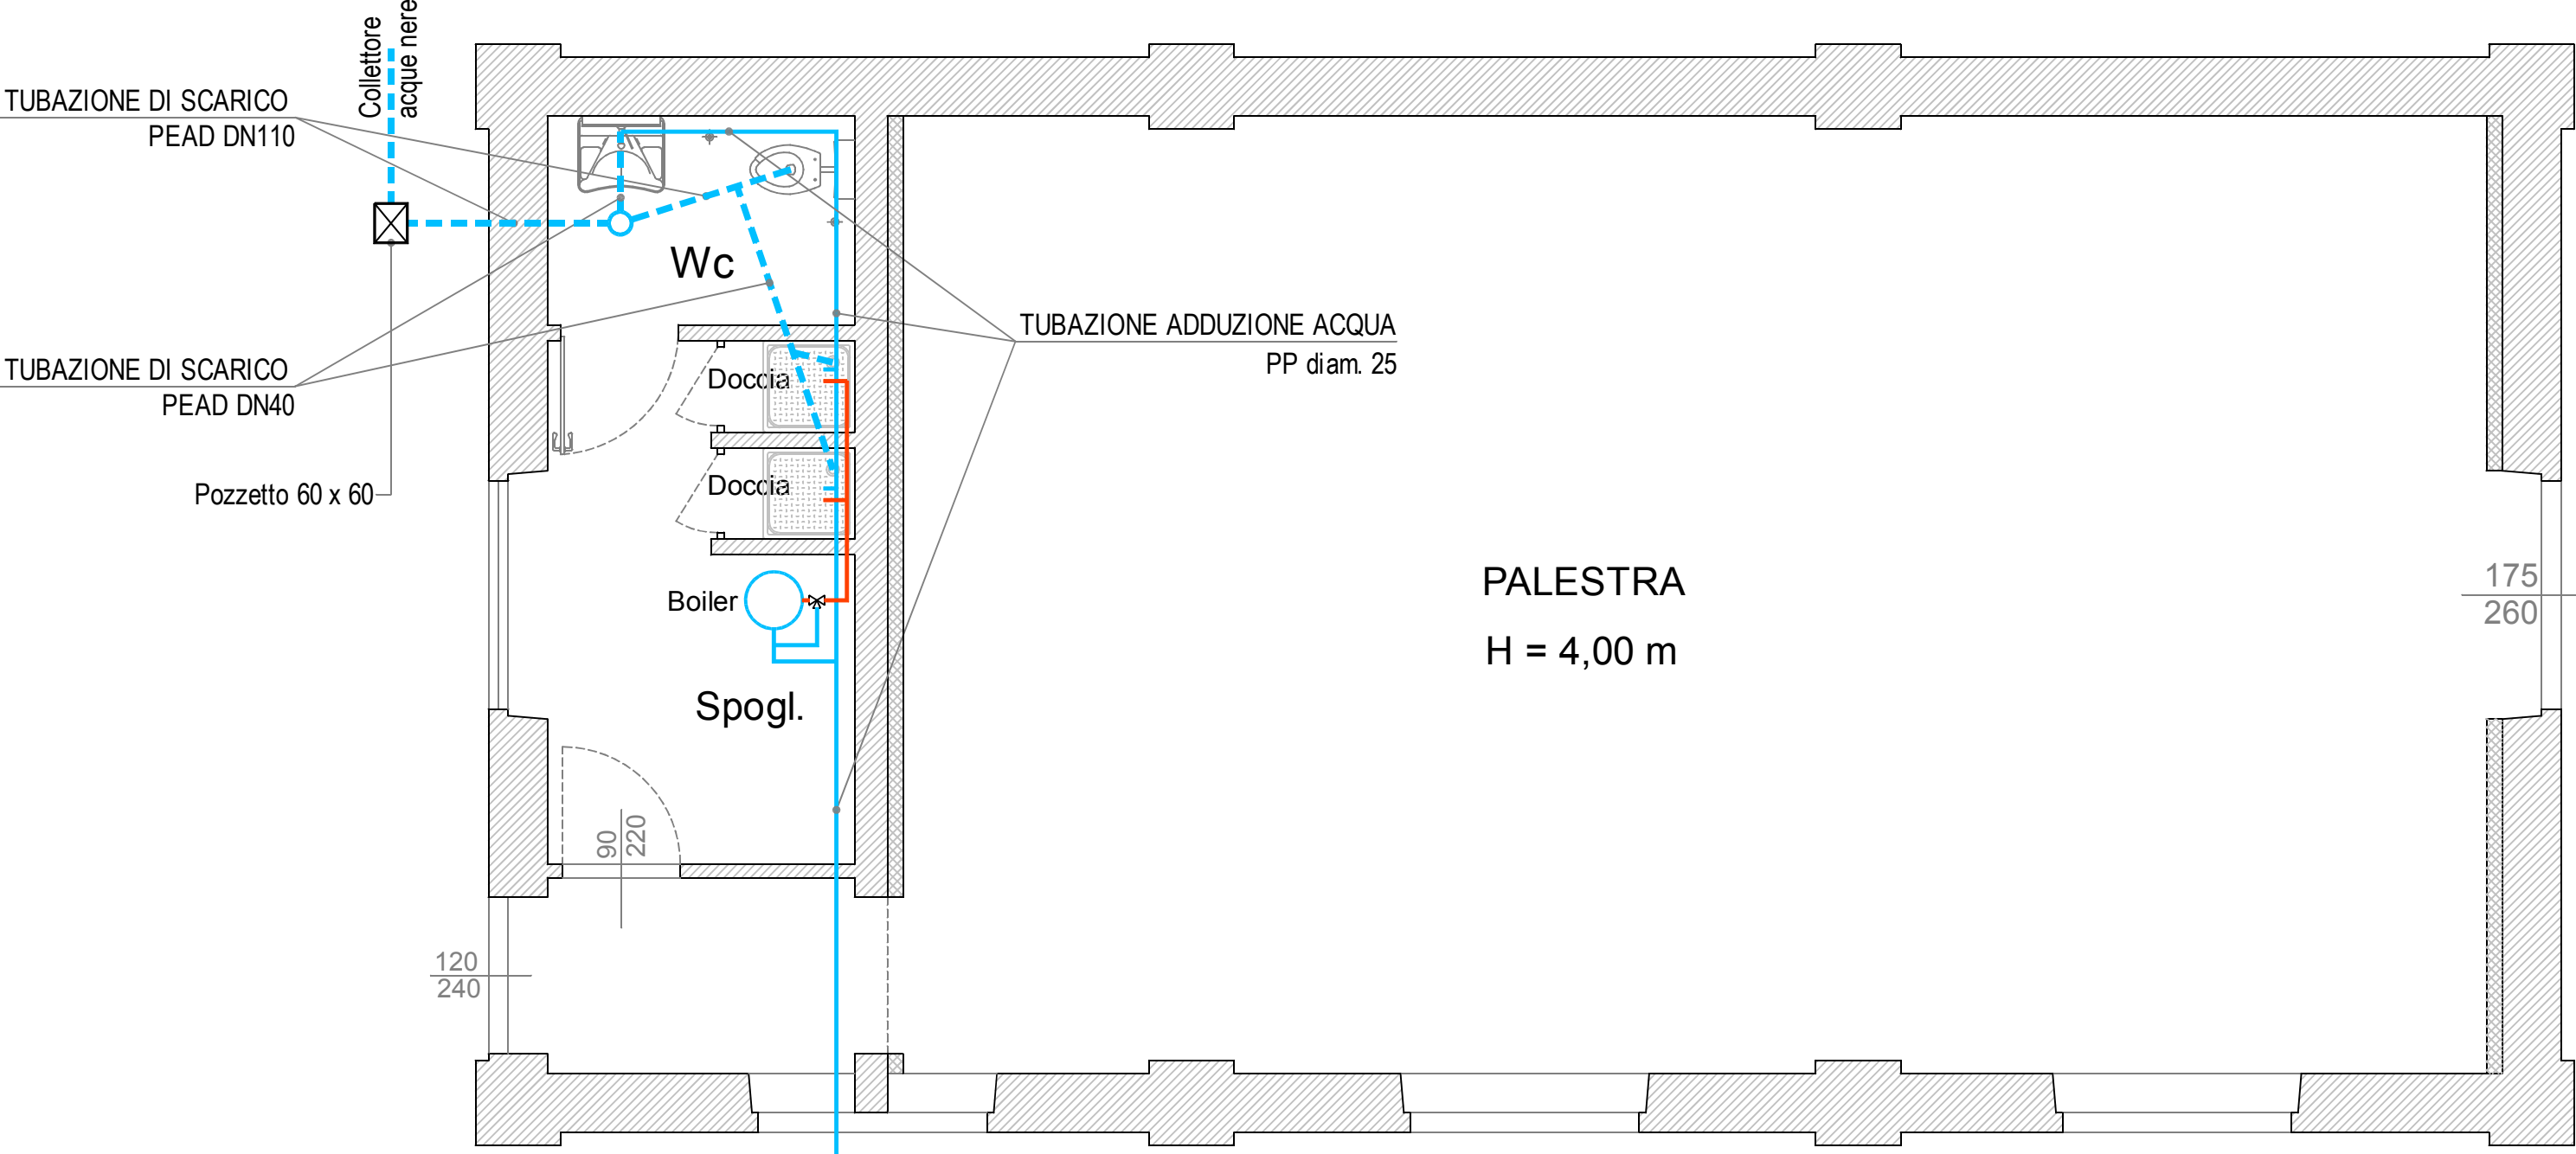 Collettore
acque nere
TUBAZIONE DI SCARICO
PEAD DN110
Wc
TUBAZIONE ADDUZIONE ACQUA
PP diam. 25
TUBAZIONE DI SCARICO
PEAD DN40
Doccia
Pozzetto 60 x 60
Doccia
Boiler
PALESTRA
H = 4,00 m
175
260
Spogl.
90
220
120
240